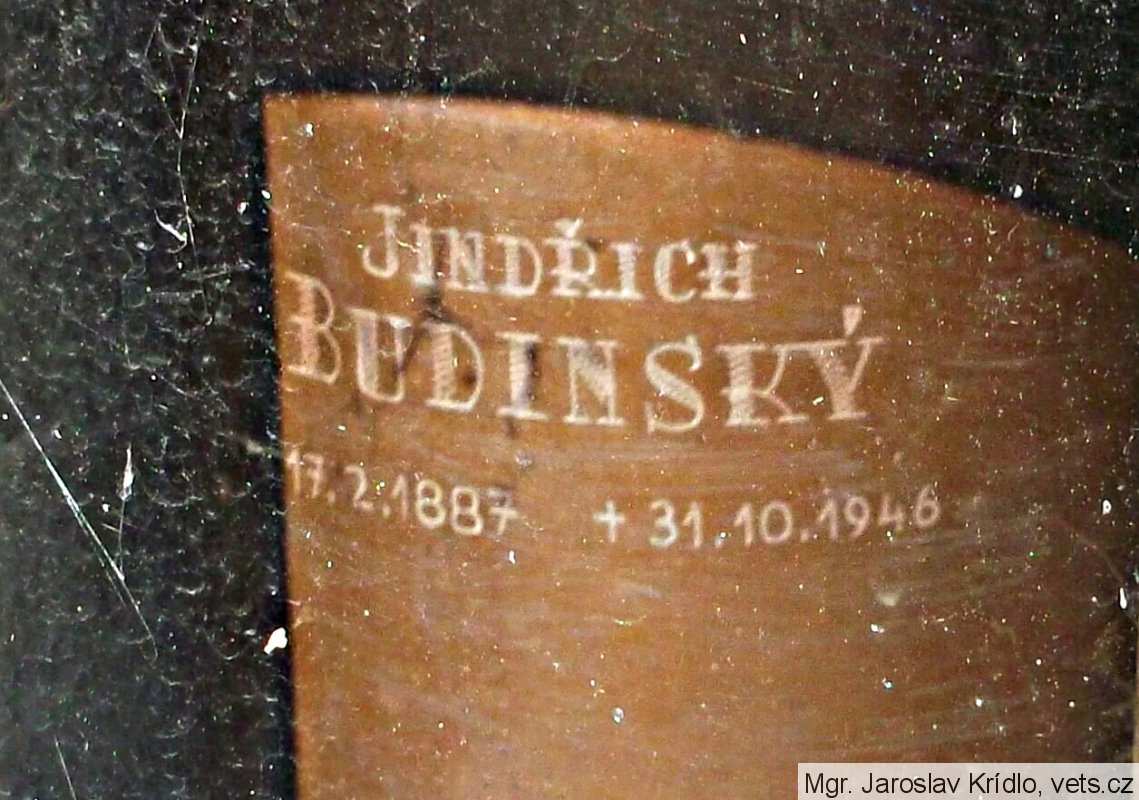 JINDŘICH
BUDINSKÝ
17.2.1887 + 31.10.1946
Mgr. Jaroslav Krídlo, vets.cz